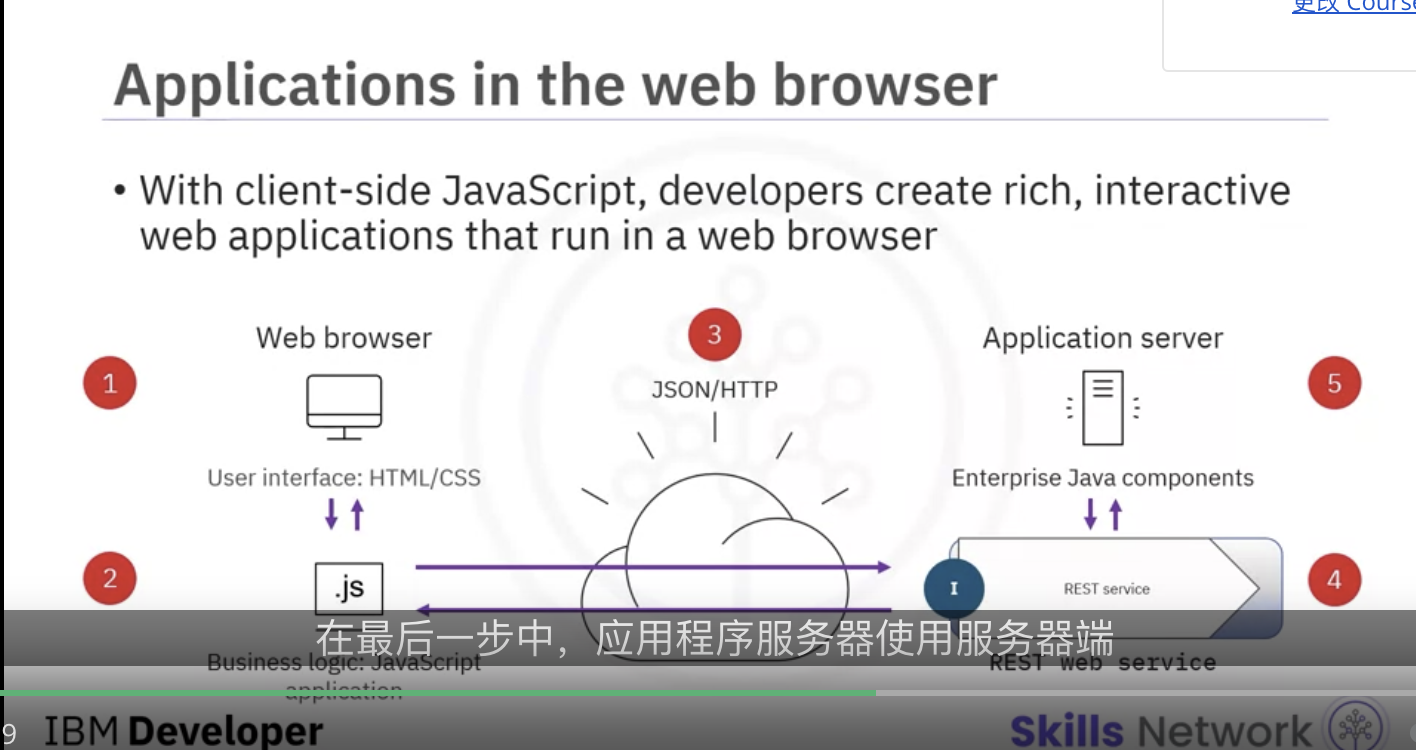 更改 Course
Applications in the web browser
• With client-side JavaScript, developers create rich, interactive
web applications that run in a web browser
Web browser
3
Application server
1
JSON/HTTP
5
User interface: HTML/CSS
Enterprise Java components
2
.js
I
REST service
4
在最后一步中，应用程序服务器使用服务器端
Business logic: JavaScript
application
REST web service
9
IBM Developer
Skills Network